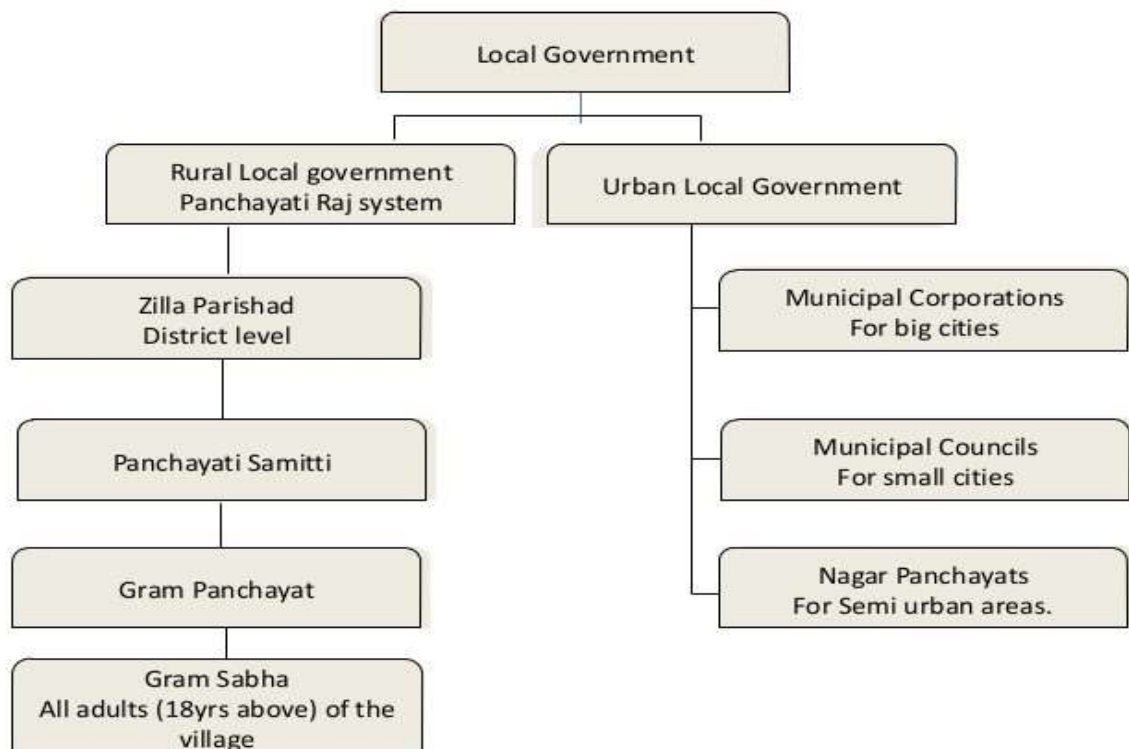 Local Government
Rural Local government
Panchayati Raj system
Urban Local Government
Zilla Parishad
District level
Panchayati Samitti
Gram Panchayat
Gram Sabha
All adults (18yrs above) of the
village
Municipal Corporations
For big cities
Municipal Councils
For small cities
Nagar Panchayats
For Semi urban areas.